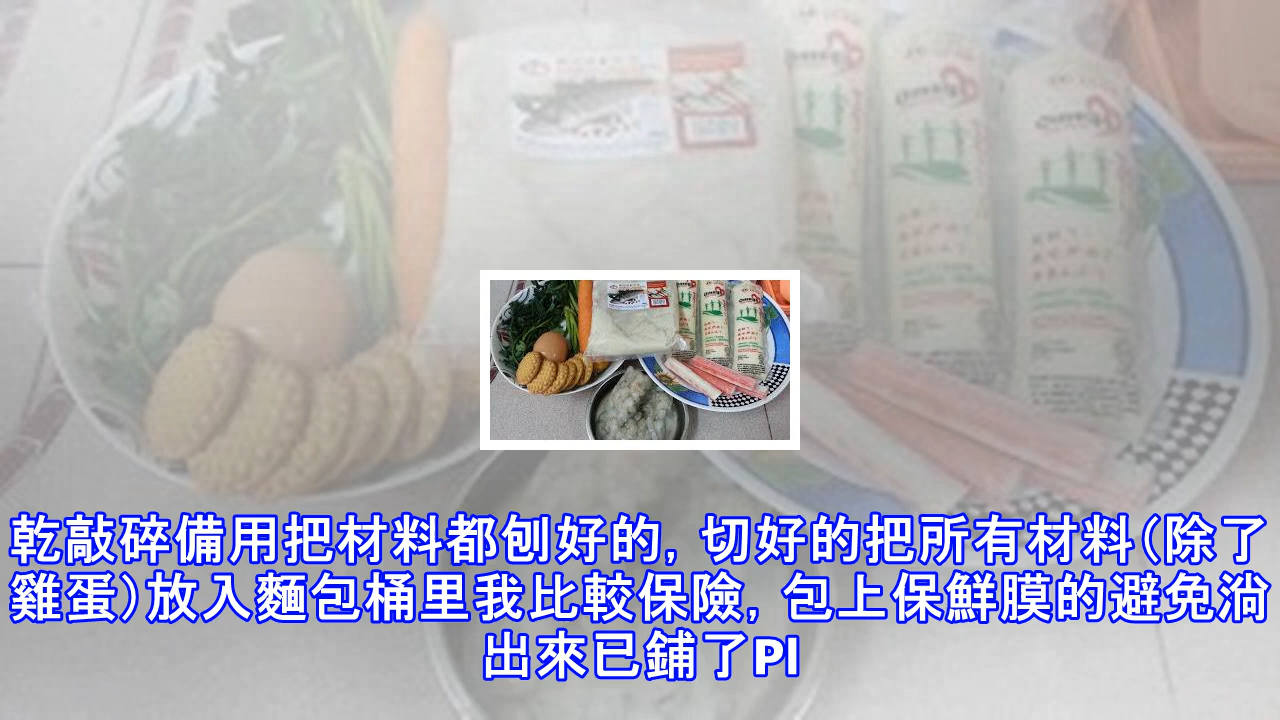 乾敲碎備用把材料都刨好的, 切好的把所有材料(除了
雞蛋)放入麵包桶里我比較保險, 包上保鮮膜的避免淌
出來已鋪了Pl